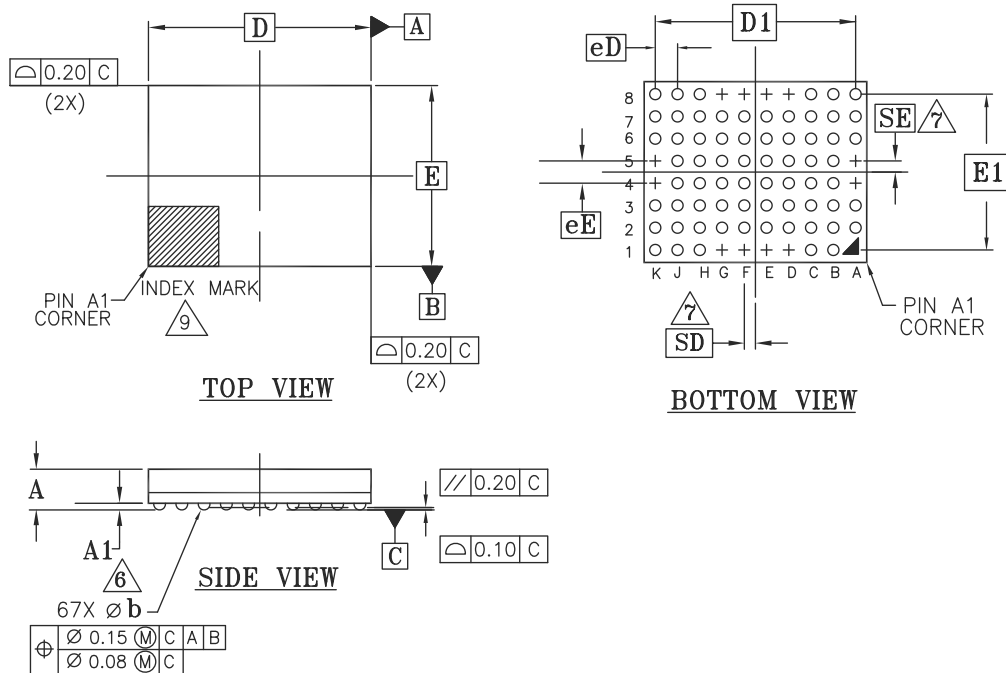 D
A
⌓ 0.20 C
(2X)
E
PIN A1
CORNER
INDEX MARK
9
B
⌓ 0.20 C
(2X)
TOP VIEW
D1
eD
8
7
6
5
4
3
2
1
K J H G F E D C B A
SE 7
E1
eE
7
SD
PIN A1
CORNER
BOTTOM VIEW
A
A1
6
// 0.20 C
C
⌓ 0.10 C
SIDE VIEW
67X ⌀ b
⌖ ⌀ 0.15 Ⓜ C A B
⌀ 0.08 Ⓜ C